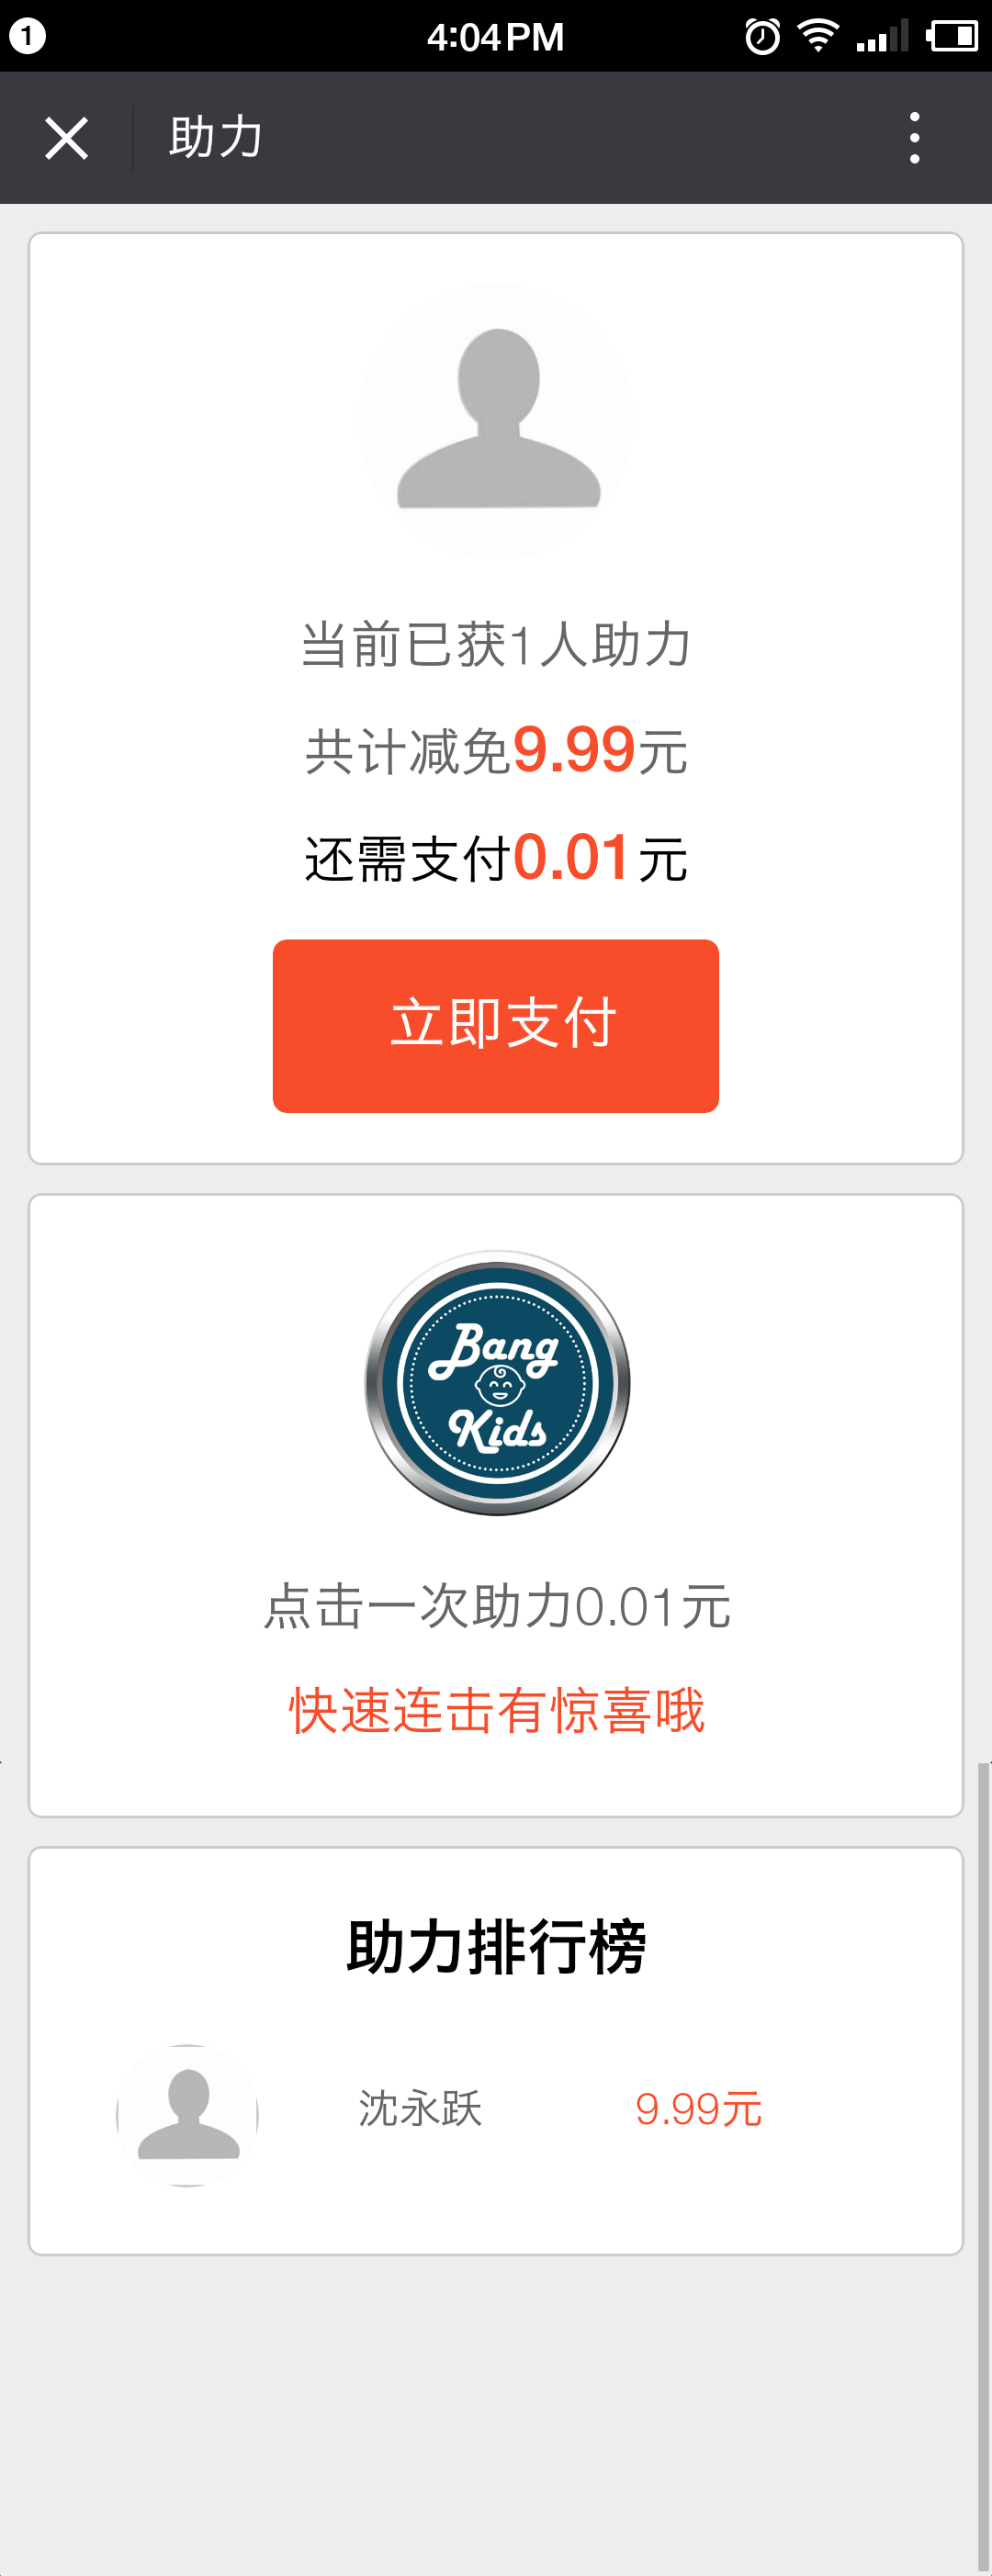 1
4:04 PM
助力
当前已获1人助力
共计减免9.99元
还需支付0.01元
立即支付
Bang
Kids
点击一次助力0.01元
快速连击有惊喜哦
助力排行榜
沈永跃 9.99元